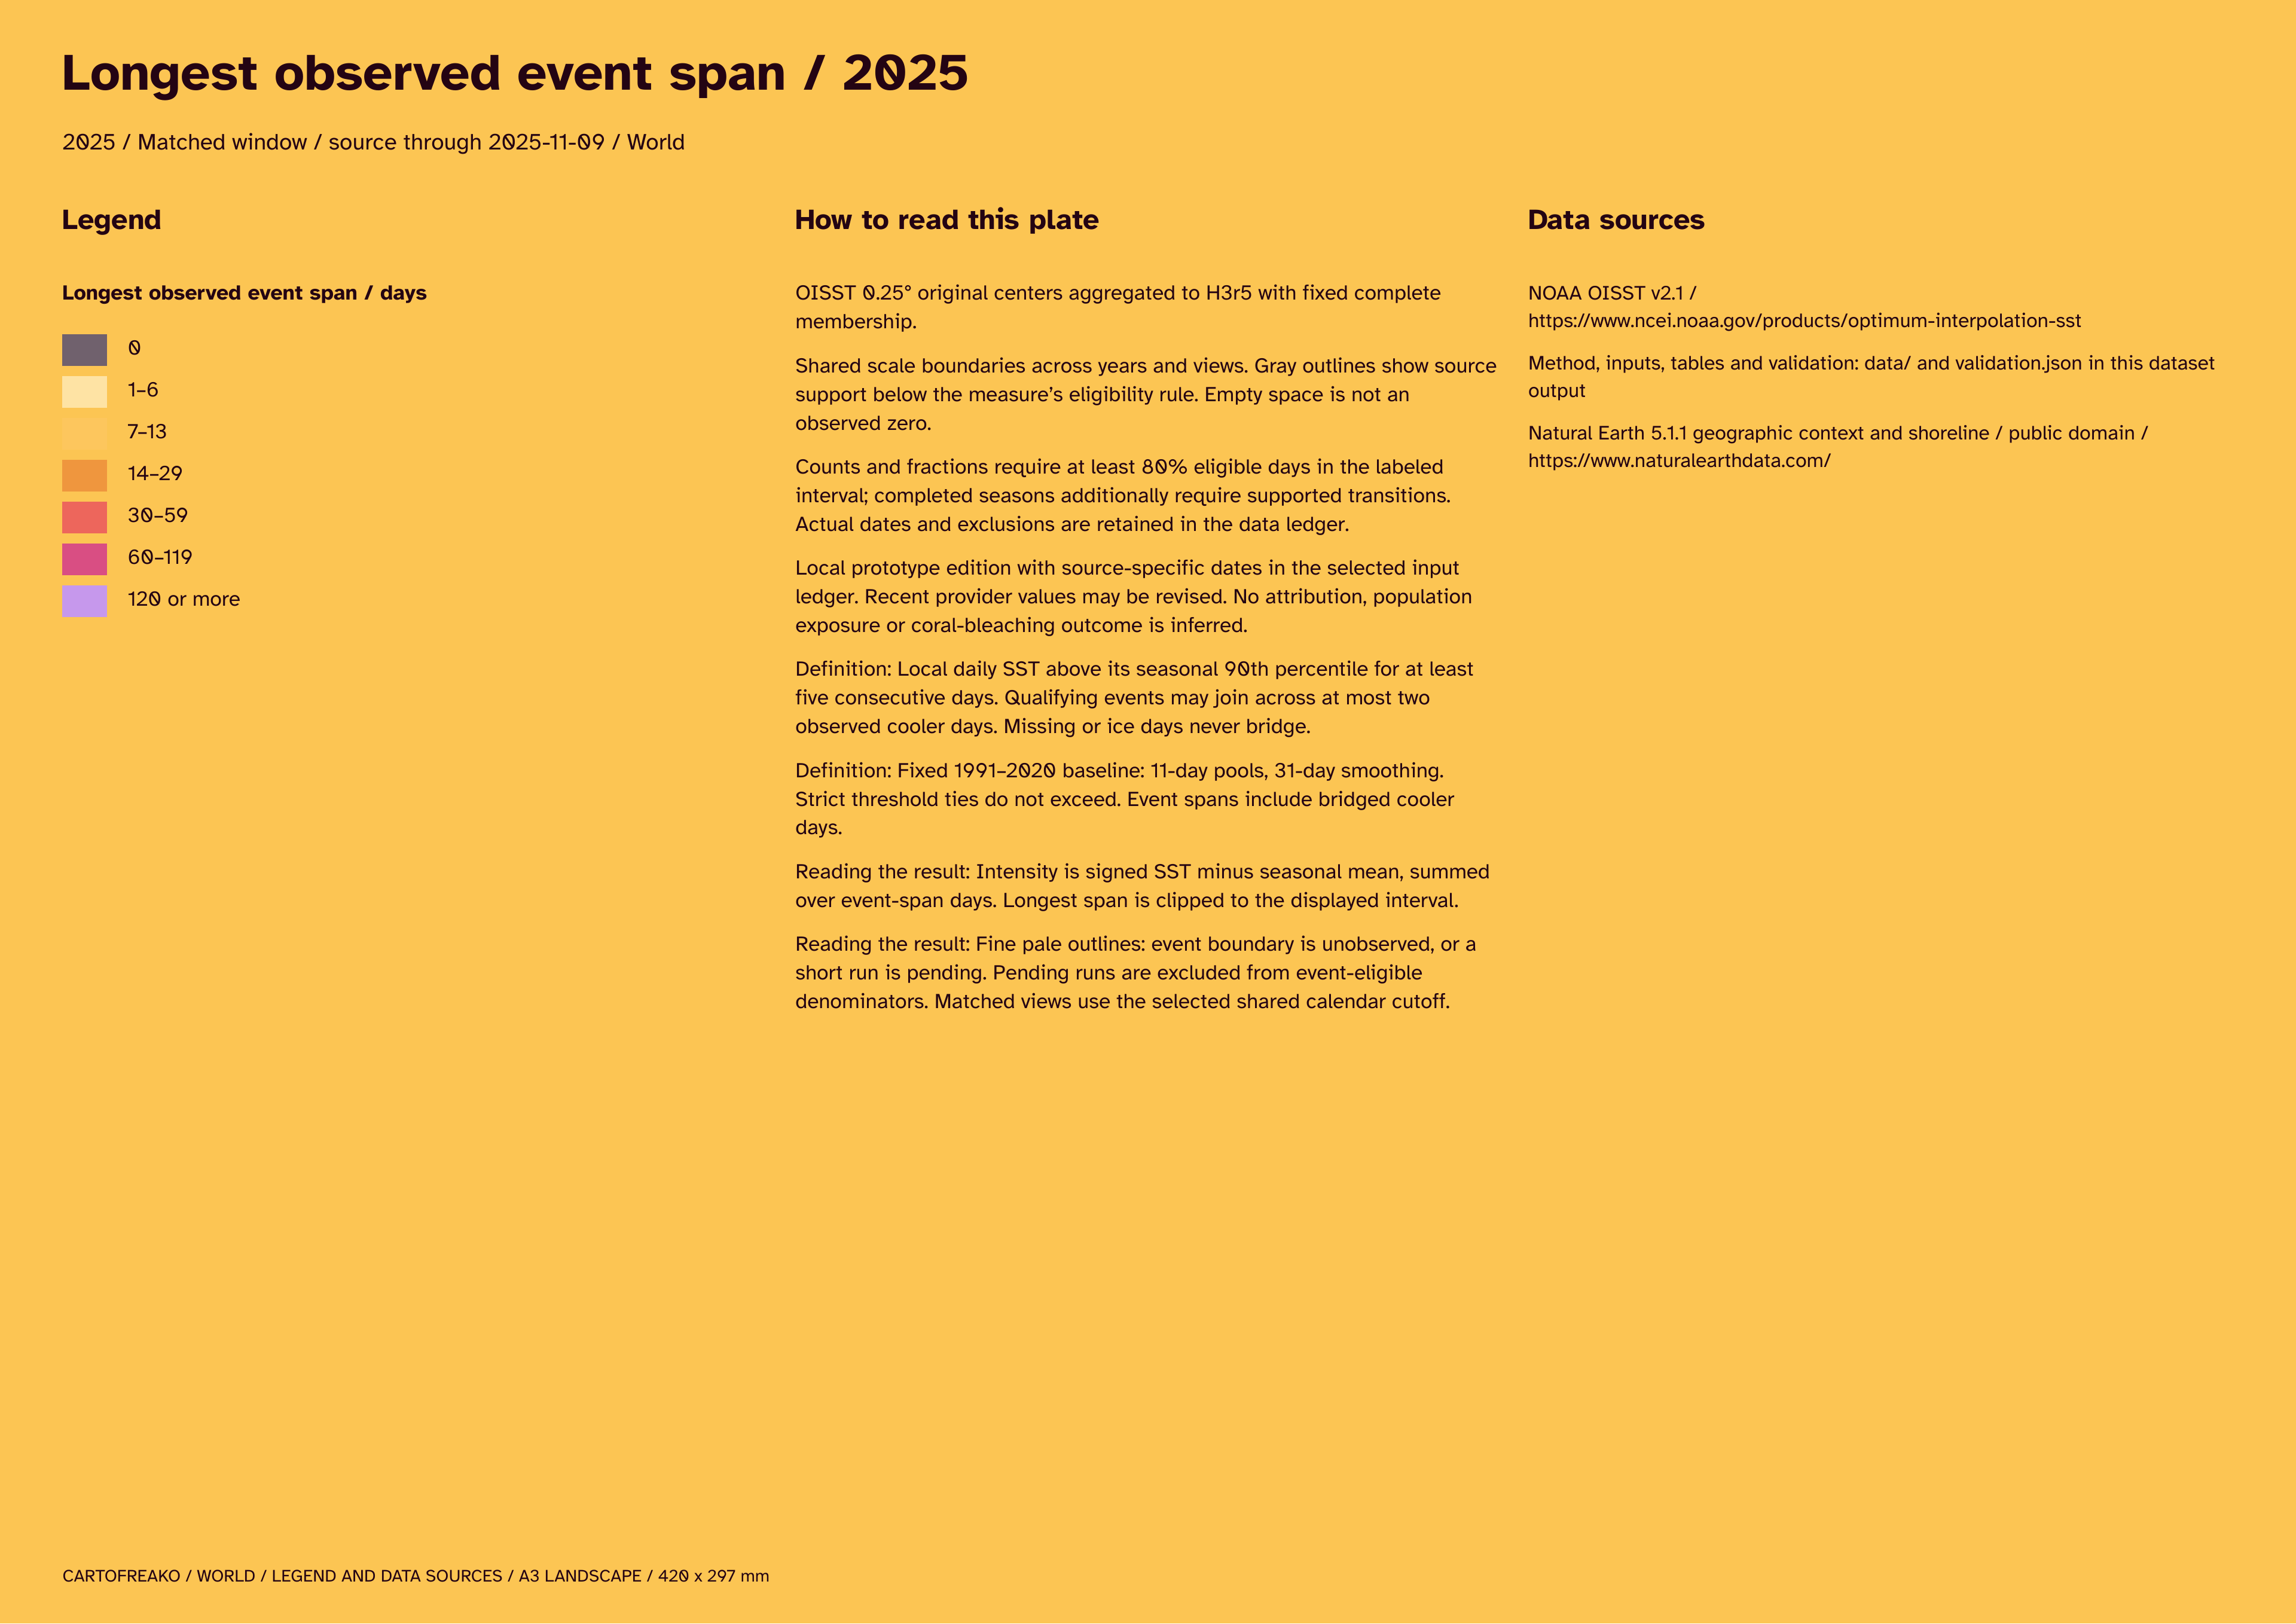 Longest observed event span / 2025
2025 / Matched window / source through 2025-11-09 / World
Legend
Longest observed event span / days
0
1–6
7–13
14–29
30–59
60–119
120 or more
How to read this plate
OISST 0.25° original centers aggregated to H3r5 with fixed complete
membership.
Shared scale boundaries across years and views. Gray outlines show source
support below the measure’s eligibility rule. Empty space is not an
observed zero.
Counts and fractions require at least 80% eligible days in the labeled
interval; completed seasons additionally require supported transitions.
Actual dates and exclusions are retained in the data ledger.
Local prototype edition with source-specific dates in the selected input
ledger. Recent provider values may be revised. No attribution, population
exposure or coral-bleaching outcome is inferred.
Definition: Local daily SST above its seasonal 90th percentile for at least
five consecutive days. Qualifying events may join across at most two
observed cooler days. Missing or ice days never bridge.
Definition: Fixed 1991–2020 baseline: 11-day pools, 31-day smoothing.
Strict threshold ties do not exceed. Event spans include bridged cooler
days.
Reading the result: Intensity is signed SST minus seasonal mean, summed
over event-span days. Longest span is clipped to the displayed interval.
Reading the result: Fine pale outlines: event boundary is unobserved, or a
short run is pending. Pending runs are excluded from event-eligible
denominators. Matched views use the selected shared calendar cutoff.
Data sources
NOAA OISST v2.1 /
https://www.ncei.noaa.gov/products/optimum-interpolation-sst
Method, inputs, tables and validation: data/ and validation.json in this dataset
output
Natural Earth 5.1.1 geographic context and shoreline / public domain /
https://www.naturalearthdata.com/
CARTOFREAKO / WORLD / LEGEND AND DATA SOURCES / A3 LANDSCAPE / 420 x 297 mm